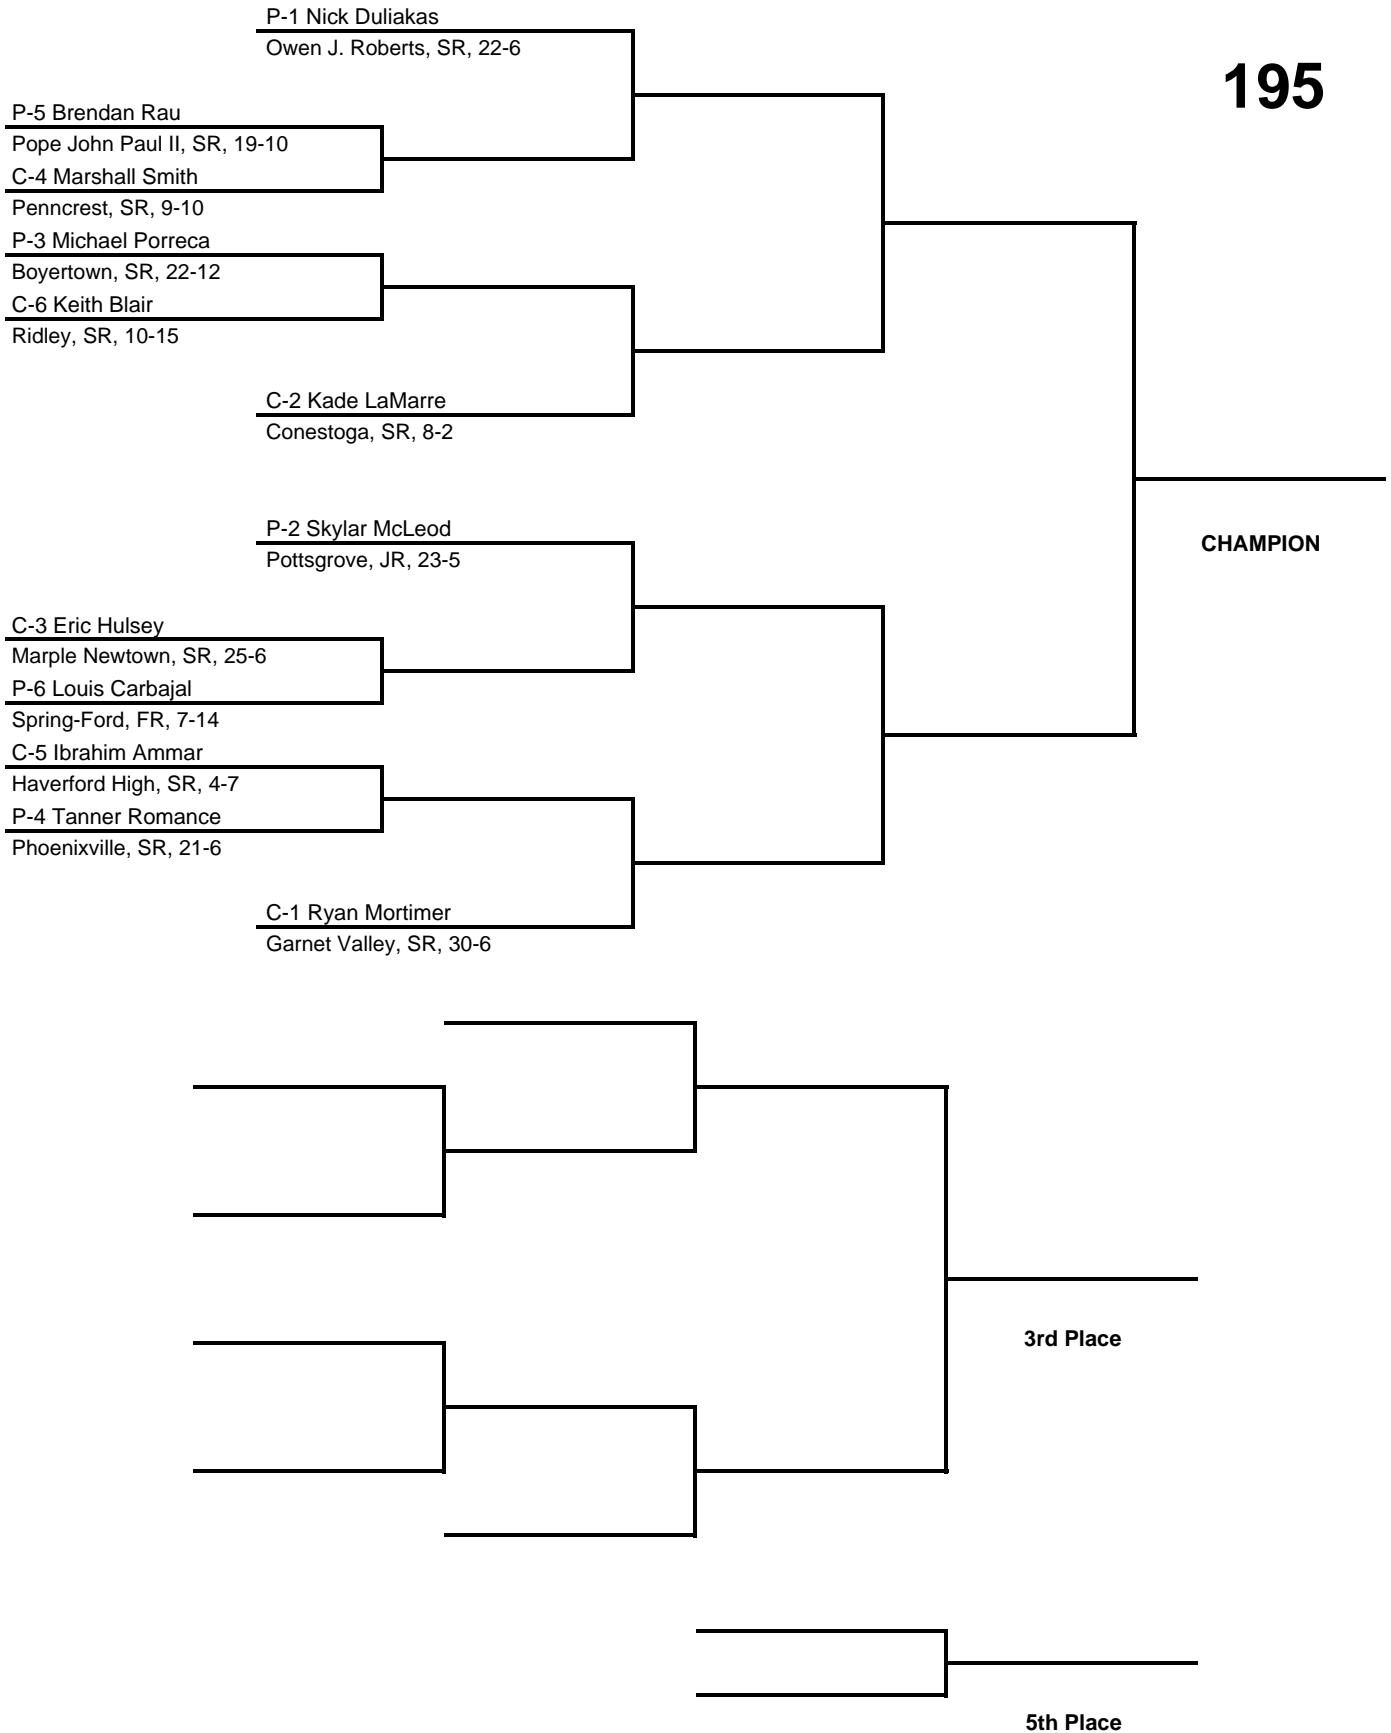 P-1 Nick Duliakas
Owen J. Roberts, SR, 22-6
195
P-5 Brendan Rau
Pope John Paul II, SR, 19-10
C-4 Marshall Smith
Penncrest, SR, 9-10
P-3 Michael Porreca
Boyertown, SR, 22-12
C-6 Keith Blair
Ridley, SR, 10-15
C-2 Kade LaMarre
Conestoga, SR, 8-2
P-2 Skylar McLeod
Pottsgrove, JR, 23-5
CHAMPION
C-3 Eric Hulsey
Marple Newtown, SR, 25-6
P-6 Louis Carbajal
Spring-Ford, FR, 7-14
C-5 Ibrahim Ammar
Haverford High, SR, 4-7
P-4 Tanner Romance
Phoenixville, SR, 21-6
C-1 Ryan Mortimer
Garnet Valley, SR, 30-6
3rd Place
5th Place